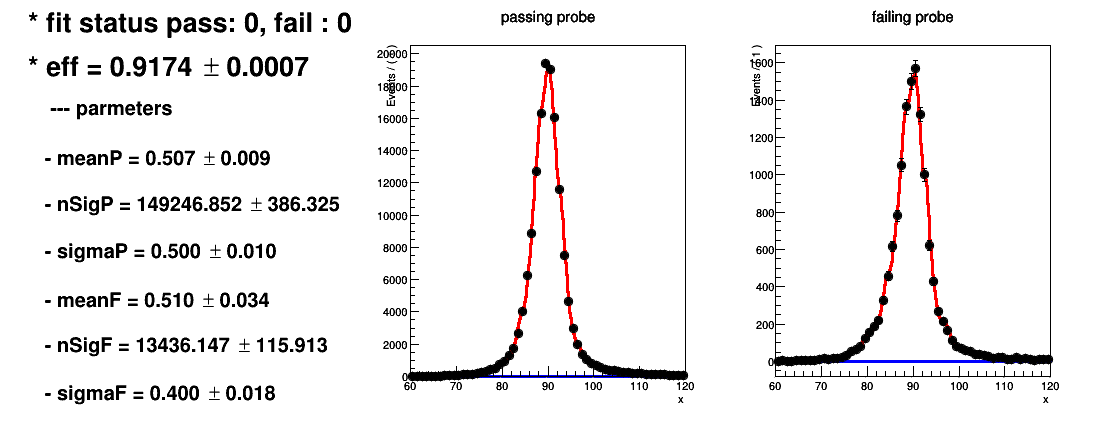 * fit status pass: 0, fail : 0
* eff = 0.9174 ± 0.0007
--- parmeters
- meanP = 0.507 ± 0.009
- nSigP = 149246.852 ± 386.325
- sigmaP = 0.500 ± 0.010
- meanF = 0.510 ± 0.034
- nSigF = 13436.147 ± 115.913
- sigmaF = 0.400 ± 0.018
passing probe
Events / (
20000
18000
16000
14000
12000
10000
8000
6000
4000
2000
0
60 70 80 90 100 110 120
x
failing probe
Events / ( 1 )
1600
1400
1200
1000
800
600
400
200
0
60 70 80 90 100 110 120
x